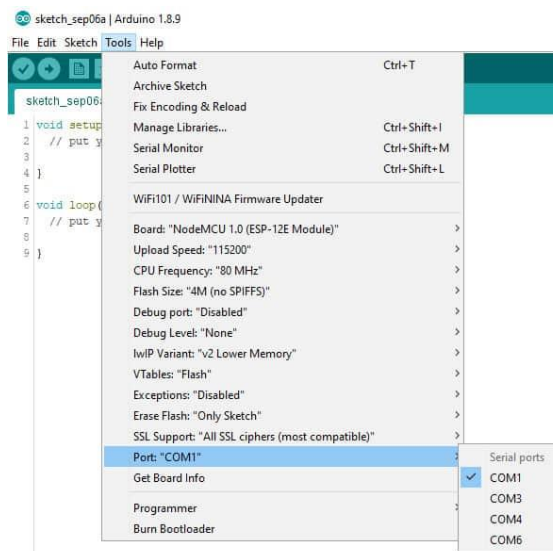 sketch_sep06a | Arduino 1.8.9
File Edit Sketch Tools Help
sketch_sep06a
Auto Format Ctrl+T
Archive Sketch
Fix Encoding & Reload
Manage Libraries... Ctrl+Shift+I
Serial Monitor Ctrl+Shift+M
Serial Plotter Ctrl+Shift+L
WiFi101 / WiFiNINA Firmware Updater
Board: "NodeMCU 1.0 (ESP-12E Module)"
Upload Speed: "115200"
CPU Frequency: "80 MHz"
Flash Size: "4M (no SPIFFS)"
Debug port: "Disabled"
Debug Level: "None"
lwIP Variant: "v2 Lower Memory"
VTables: "Flash"
Exceptions: "Disabled"
Erase Flash: "Only Sketch"
SSL Support: "All SSL ciphers (most compatible)"
Port: "COM1"
Get Board Info
Programmer
Burn Bootloader
1 void setup
2 // put y
3
4 }
5
6 void loop(
7 // put y
8
9 }
Serial ports
COM1
COM3
COM4
COM6